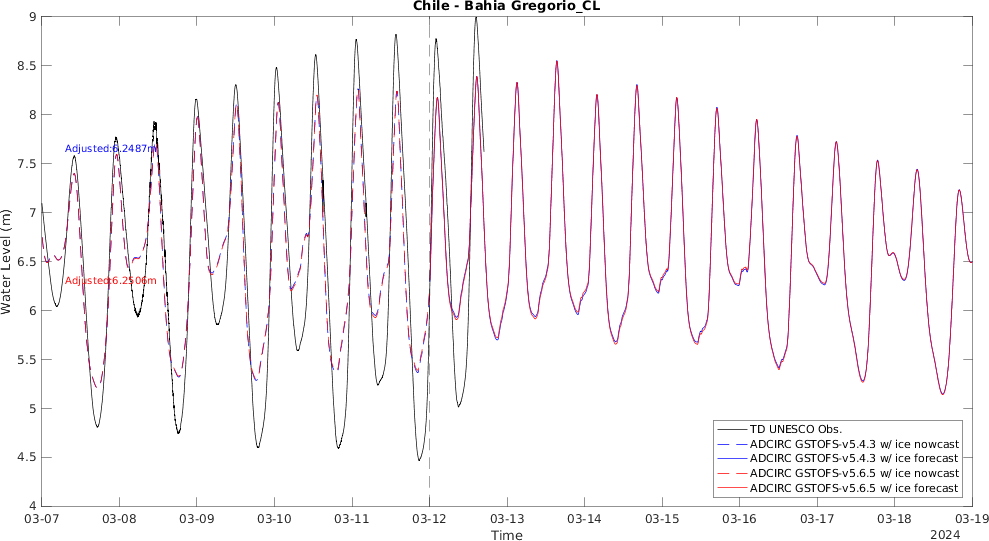 Chile - Bahia Gregorio_CL
Water Level (m)
9
8.5
8
7.5
7
6.5
6
5.5
5
4.5
4
Adjusted:6.2487m
Adjusted:6.2506m
TD UNESCO Obs.
ADCIRC GSTOFS-v5.4.3 w/ ice nowcast
ADCIRC GSTOFS-v5.4.3 w/ ice forecast
ADCIRC GSTOFS-v5.6.5 w/ ice nowcast
ADCIRC GSTOFS-v5.6.5 w/ ice forecast
03-07 03-08 03-09 03-10 03-11 03-12 03-13 03-14 03-15 03-16 03-17 03-18 03-19
Time
2024